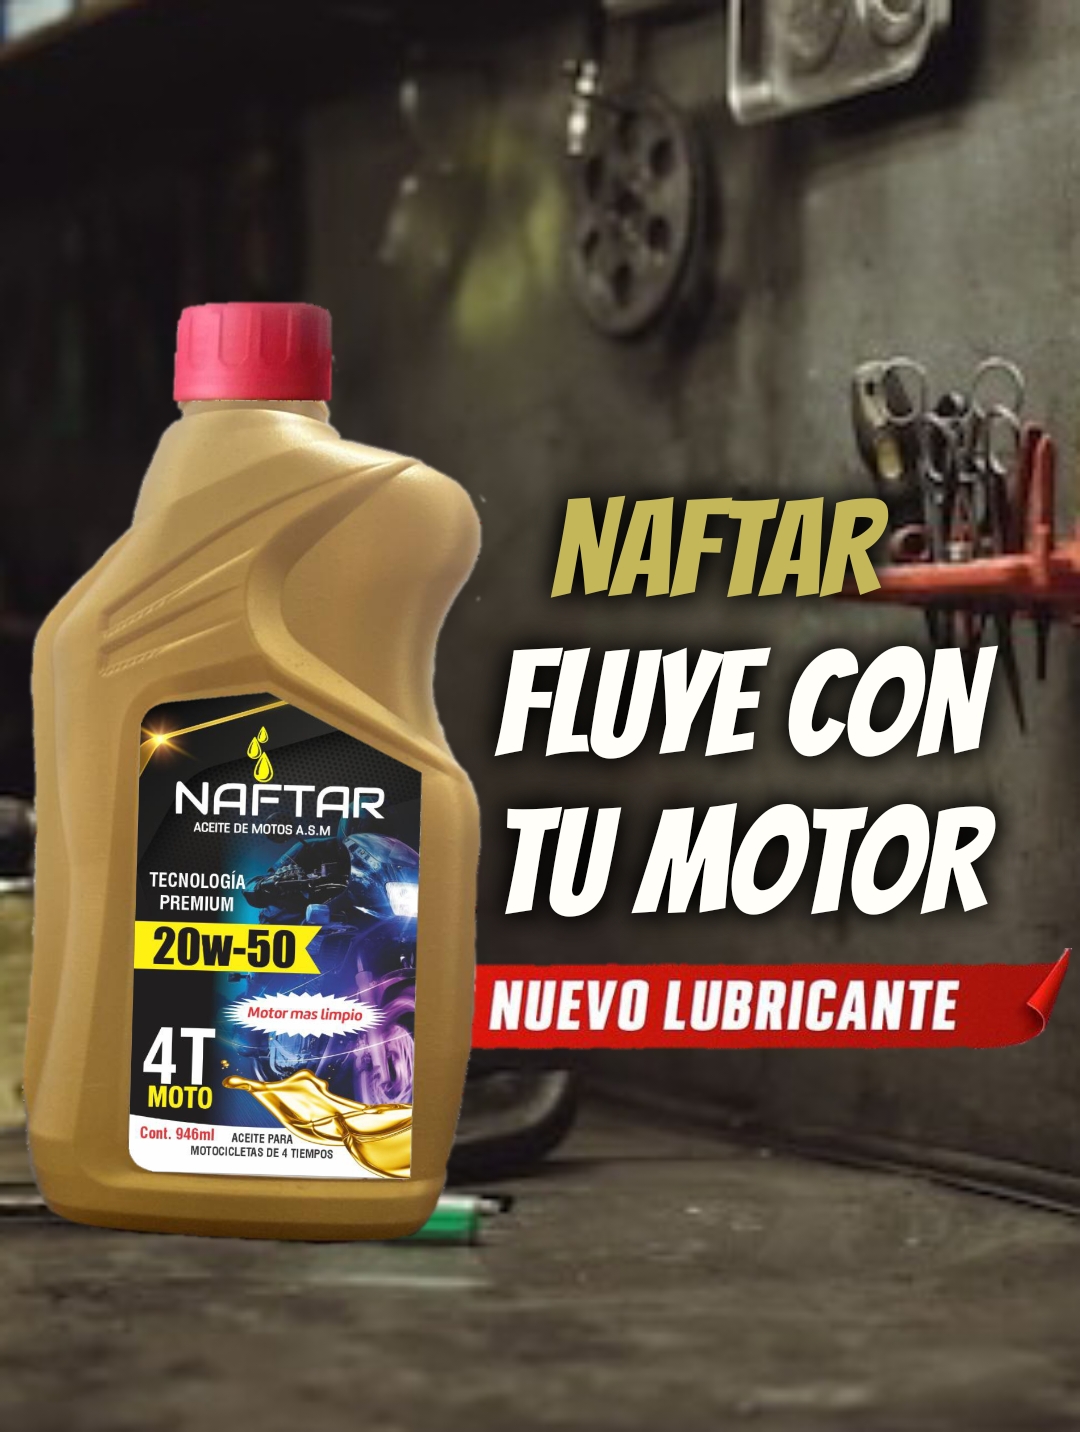 NAFTAR
FLUYE CON
TU MOTOR
NUEVO LUBRICANTE
NAFTAR
ACEITE DE MOTOS A.S.M
TECNOLOGÍA
PREMIUM
20w-50
Motor mas limpio
4T
MOTO
Cont. 946ml
ACEITE PARA
MOTOCICLETAS DE 4 TIEMPOS